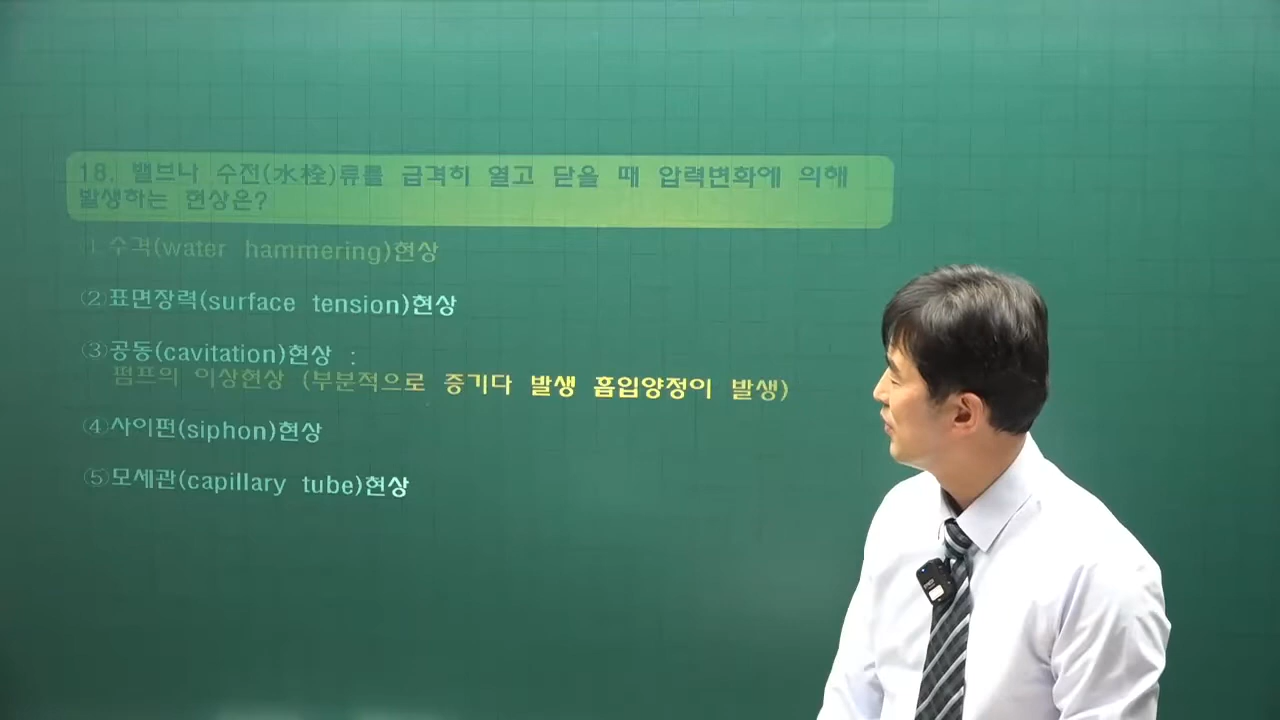 18. 밸브나 수전(水栓)류를 급격히 열고 닫을 때 압력변화에 의해
발생하는 현상은?
①수격(water hammering)현상
②표면장력(surface tension)현상
③공동(cavitation)현상 :
펌프의 이상현상 (부분적으로 증기다 발생 흡입양정이 발생)
④사이펀(siphon)현상
⑤모세관(capillary tube)현상